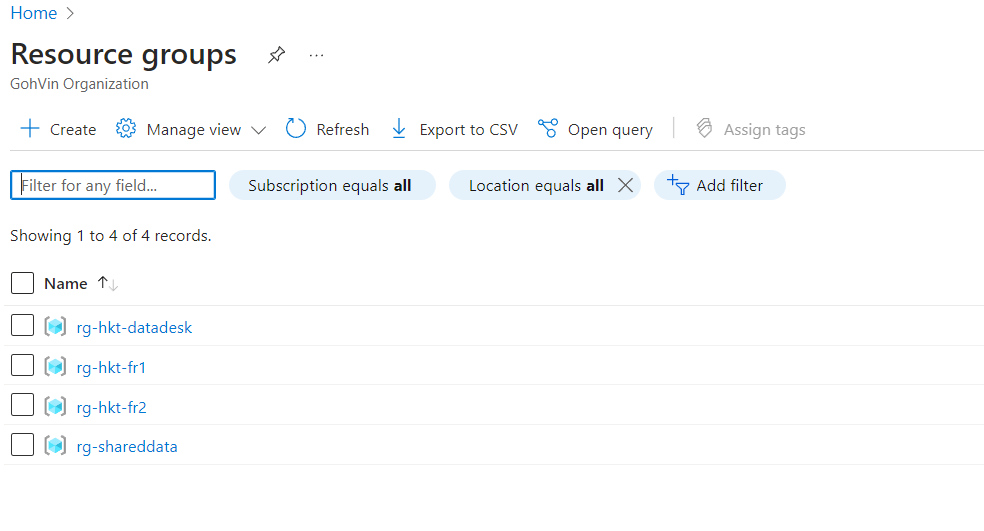 Home
Resource groups
GohVin Organization
Create Manage view Refresh Export to CSV Open query Assign tags
Filter for any field... Subscription equals all Location equals all Add filter
Showing 1 to 4 of 4 records.
Name
rg-hkt-datadesk
rg-hkt-fr1
rg-hkt-fr2
rg-shareddata